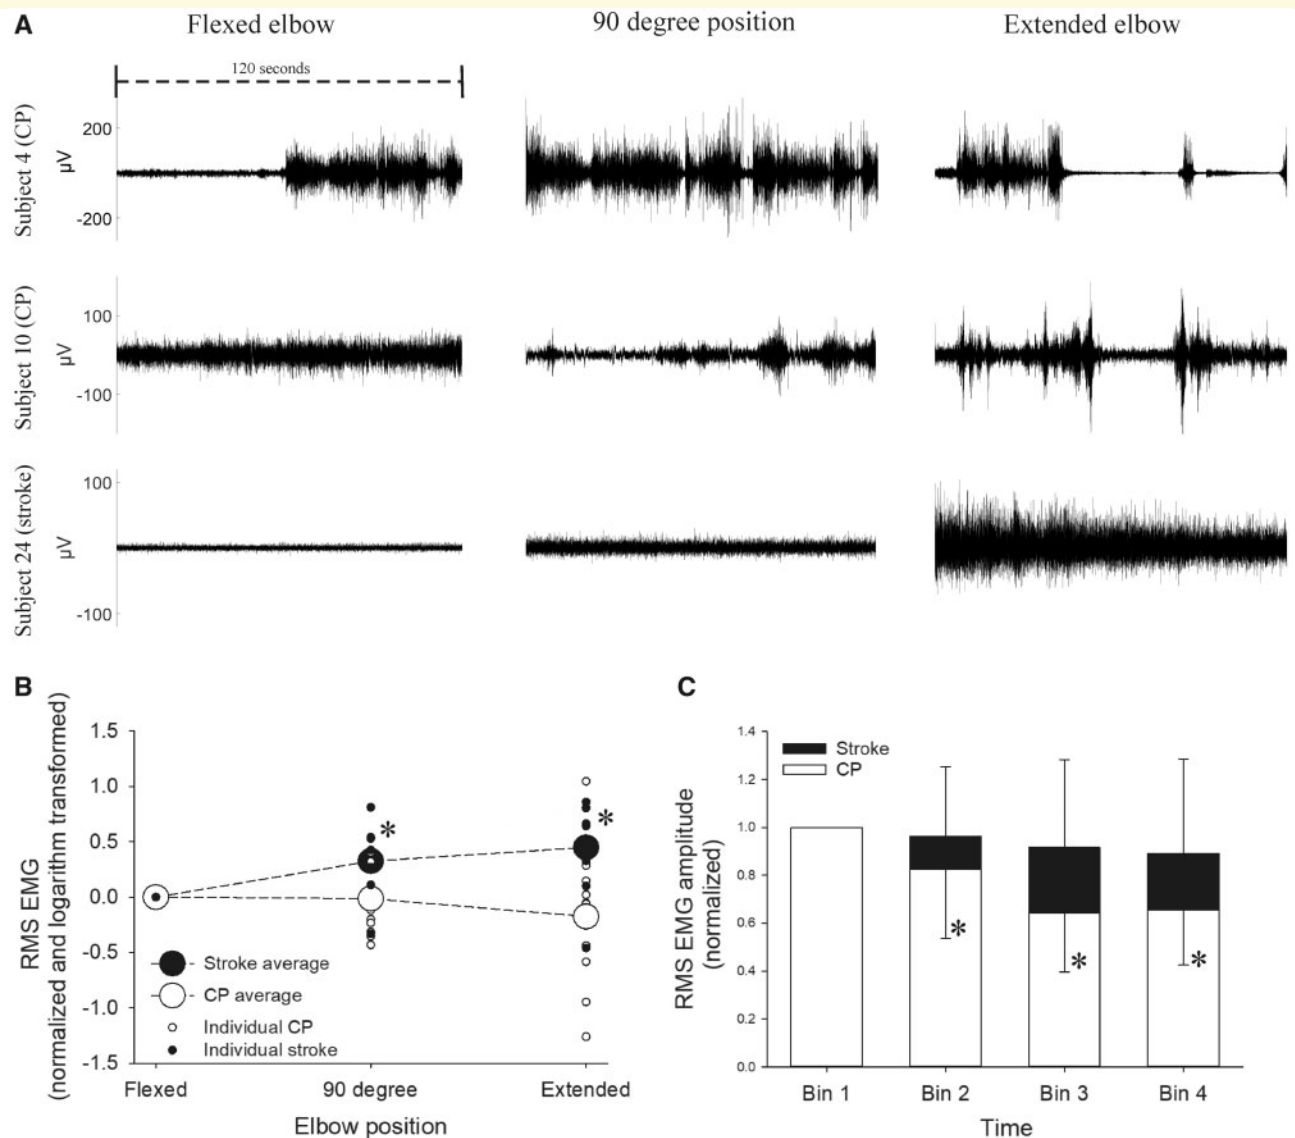 A
Flexed elbow
90 degree position
Extended elbow
120 seconds
Subject 4 (CP)
µV
200
-200
Subject 10 (CP)
µV
100
-100
Subject 24 (stroke)
µV
100
-100
B
RMS EMG
(normalized and logarithm transformed)
1.5
1.0
0.5
0.0
-0.5
-1.0
-1.5
*
*
Stroke average
CP average
Individual CP
Individual stroke
Flexed
90 degree
Extended
Elbow position
C
RMS EMG amplitude
(normalized)
1.4
1.2
1.0
0.8
0.6
0.4
0.2
0.0
Stroke
CP
*
*
*
Bin 1
Bin 2
Bin 3
Bin 4
Time